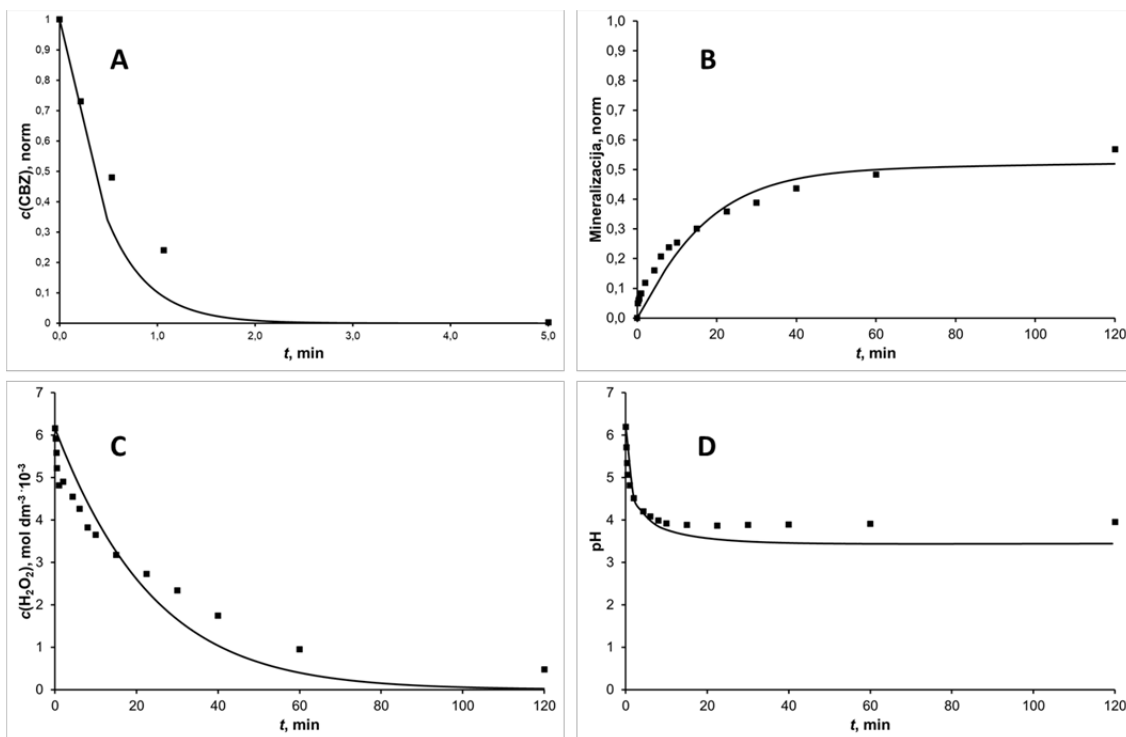 A
c(CBZ), norm
1
0,9
0,8
0,7
0,6
0,5
0,4
0,3
0,2
0,1
0
0,0 1,0 2,0 3,0 4,0 5,0
t, min
B
Mineralizacija, norm
1,0
0,9
0,8
0,7
0,6
0,5
0,4
0,3
0,2
0,1
0,0
0 20 40 60 80 100 120
t, min
C
c(H₂O₂), mol dm⁻³ ·10⁻³
7
6
5
4
3
2
1
0
0 20 40 60 80 100 120
t, min
D
pH
7
6
5
4
3
2
1
0
0 20 40 60 80 100 120
t, min